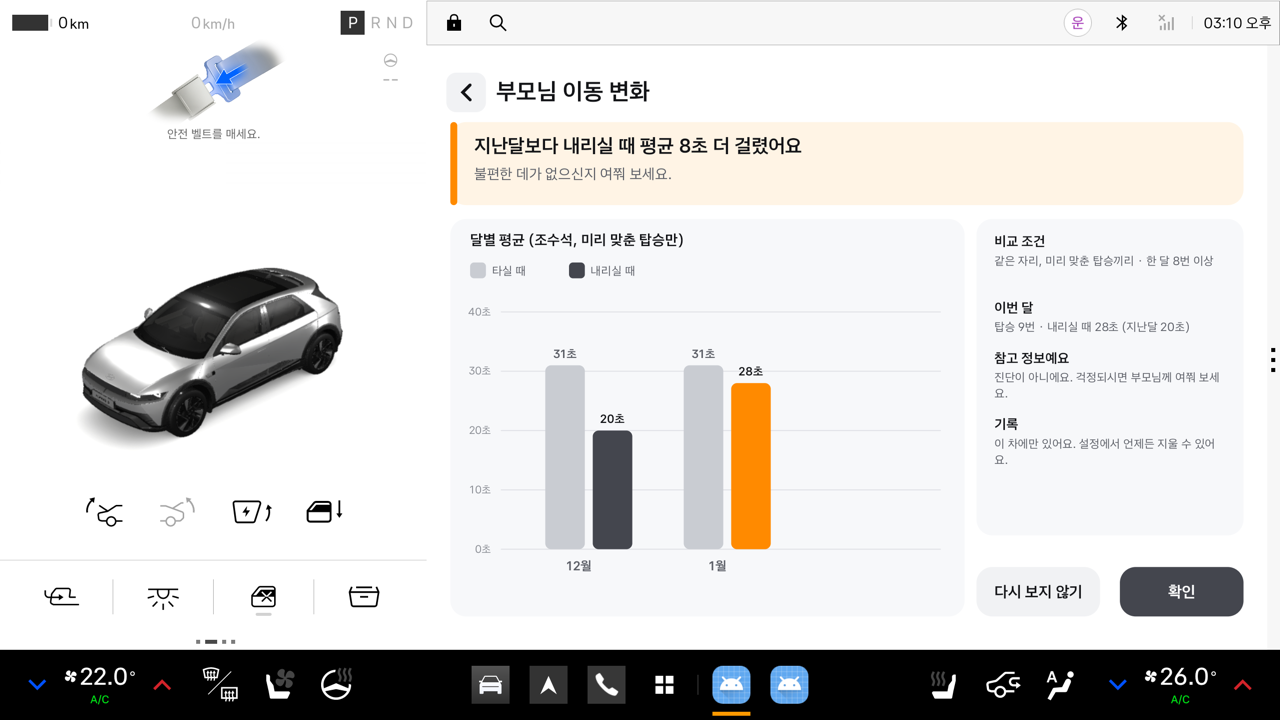 0km
0km/h
P R N D
운
03:10 오후
--
안전 벨트를 매세요.
부모님 이동 변화
지난달보다 내리실 때 평균 8초 더 걸렸어요
불편한 데가 없으신지 여쭤 보세요.
달별 평균 (조수석, 미리 맞춘 탑승만)
타실 때
내리실 때
40초
30초
20초
10초
0초
31초
20초
31초
28초
12월
1월
비교 조건
같은 자리, 미리 맞춘 탑승끼리 · 한 달 8번 이상
이번 달
탑승 9번 · 내리실 때 28초 (지난달 20초)
참고 정보예요
진단이 아니에요. 걱정되시면 부모님께 여쭤 보세
요.
기록
이 차에만 있어요. 설정에서 언제든 지울 수 있어
요.
다시 보지 않기
확인
22.0°
A/C
A
26.0°
A/C